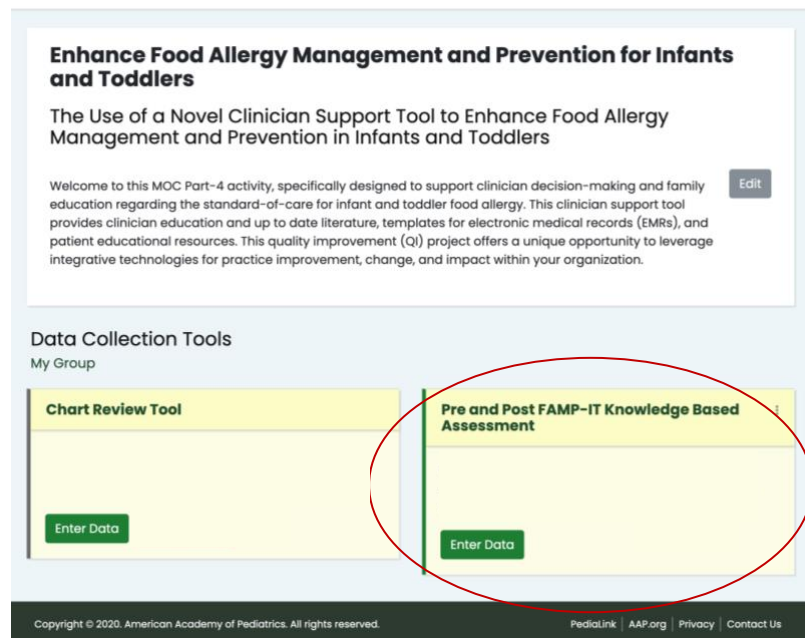 Enhance Food Allergy Management and Prevention for Infants
and Toddlers
The Use of a Novel Clinician Support Tool to Enhance Food Allergy
Management and Prevention in Infants and Toddlers
Welcome to this MOC Part-4 activity, specifically designed to support clinician decision-making and family
education regarding the standard-of-care for infant and toddler food allergy. This clinician support tool
provides clinician education and up to date literature, templates for electronic medical records (EMRs), and
patient educational resources. This quality improvement (QI) project offers a unique opportunity to leverage
integrative technologies for practice improvement, change, and impact within your organization.
Edit
Data Collection Tools
My Group
Chart Review Tool
Enter Data
Pre and Post FAMP-IT Knowledge Based
Assessment
Enter Data
Copyright © 2020. American Academy of Pediatrics. All rights reserved.
PediaLink | AAP.org | Privacy | Contact Us